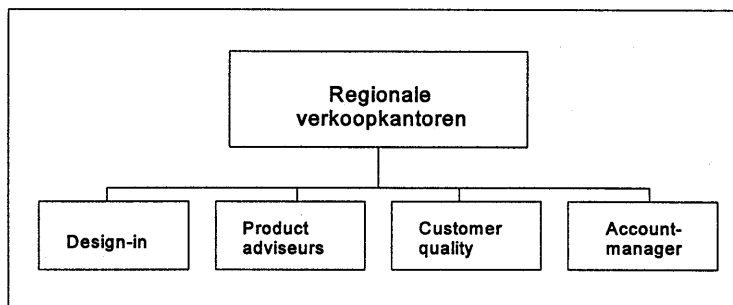 Regionale
verkoopkantoren
Design-in
Product
adviseurs
Customer
quality
Account-
manager